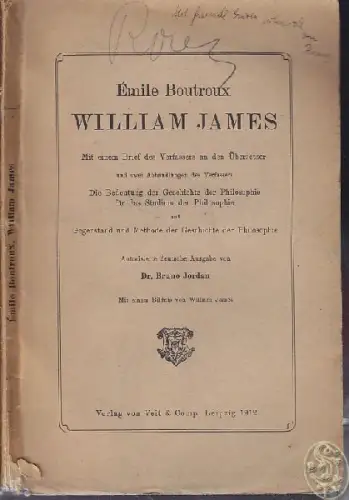 Émile Boutroux
WILLIAM JAMES
Mit einem Brief des Verfassers an den Übersetzer
und zwei Abhandlungen des Verfassers
Die Bedeutung der Geschichte der Philosophie
für das Studium der Philosophie
und
Gegenstand und Methode der Geschichte der Philosophie
Autorisierte deutsche Ausgabe von
Dr. Bruno Jordan
Mit einem Bildnis von William James
Verlag von Veit & Comp. Leipzig 1912
Émile Boutroux, William James